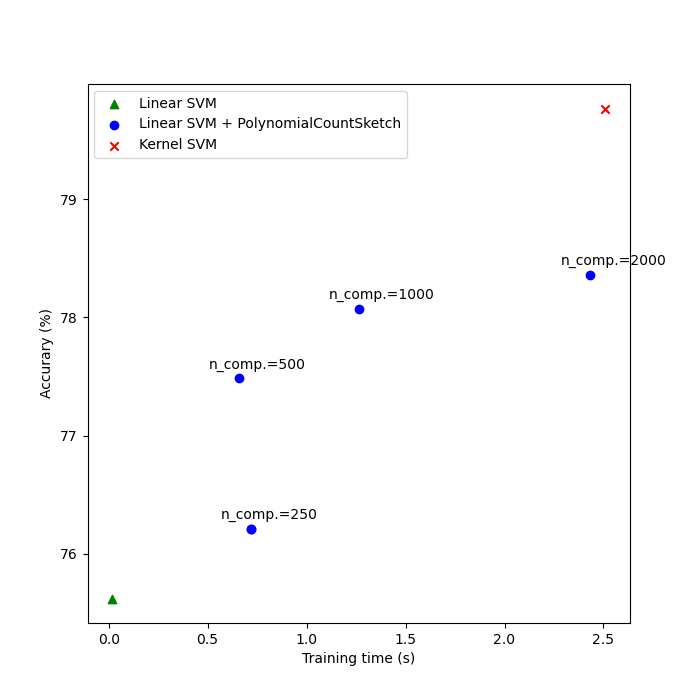 Linear SVM
Linear SVM + PolynomialCountSketch
Kernel SVM
79
78
77
76
n_comp.=2000
n_comp.=1000
n_comp.=500
n_comp.=250
0.0 0.5 1.0 1.5 2.0 2.5
Training time (s)
Accurary (%)